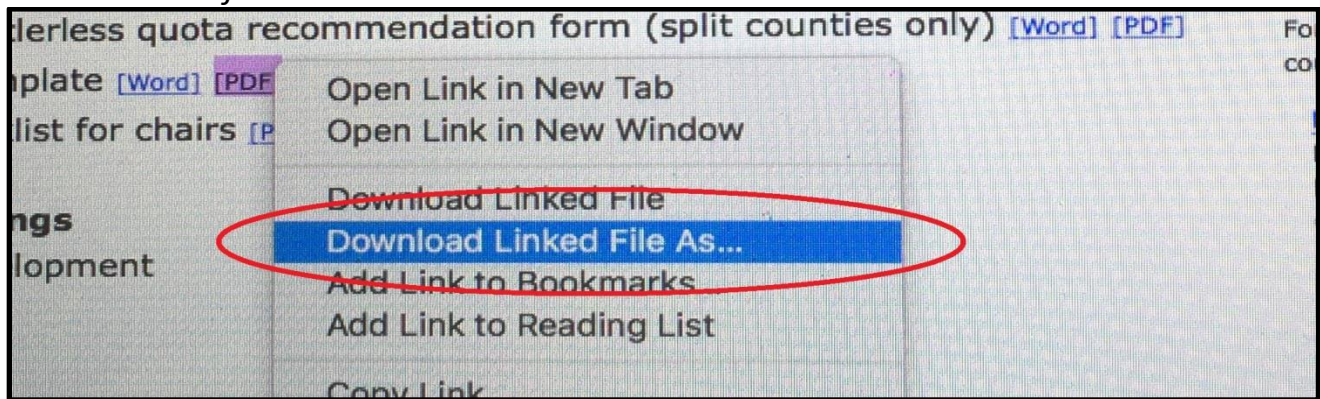 lerless quota recommendation form (split counties only) [Word] [PDF]
Fo
plate [Word] [PDF
co
list for chairs [P
Open Link in New Tab
Open Link in New Window
Download Linked File
Download Linked File As...
Add Link to Bookmarks...
Add Link to Reading List
Copy Link
ngs
lopment